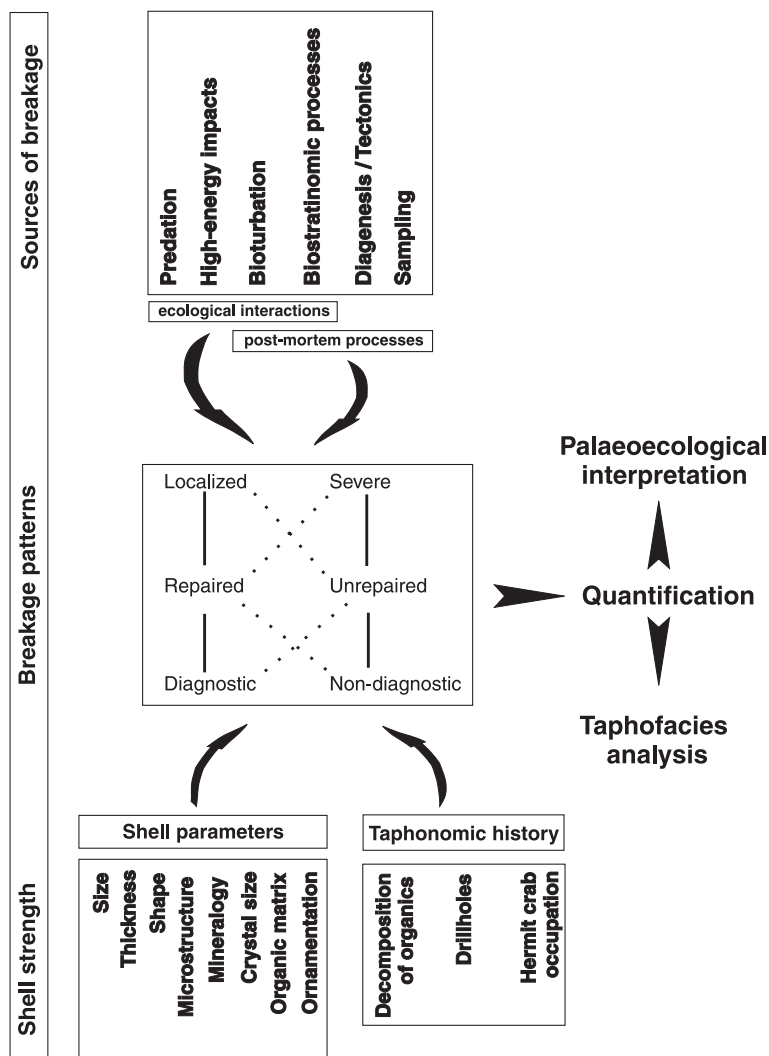 Sources of breakage
Predation
High-energy impacts
Bioturbation
Biostratinomic processes
Diagenesis / Tectonics
Sampling
ecological interactions
post-mortem processes
Breakage patterns
Localized
Severe
Repaired
Unrepaired
Diagnostic
Non-diagnostic
Palaeoecological
interpretation
Quantification
Taphofacies
analysis
Shell strength
Shell parameters
Size
Thickness
Shape
Microstructure
Mineralogy
Crystal size
Organic matrix
Ornamentation
Taphonomic history
Decomposition
of organics
Drillholes
Hermit crab
occupation